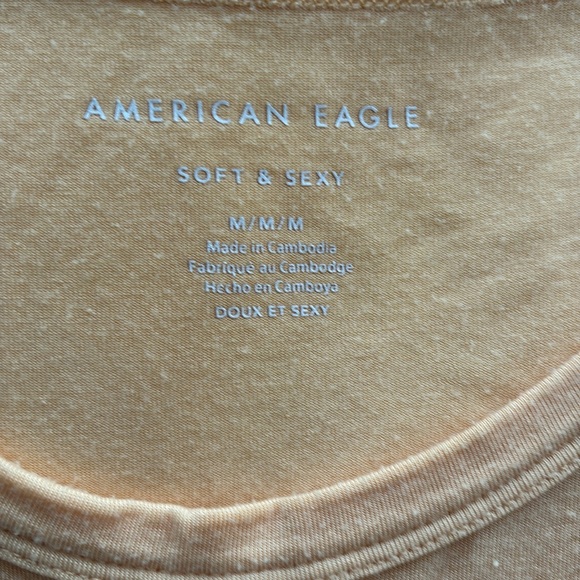 AMERICAN EAGLE
SOFT & SEXY
M/M/M
Made in Cambodia
Fabriqué au Cambodge
Hecho en Camboya
DOUX ET SEXY